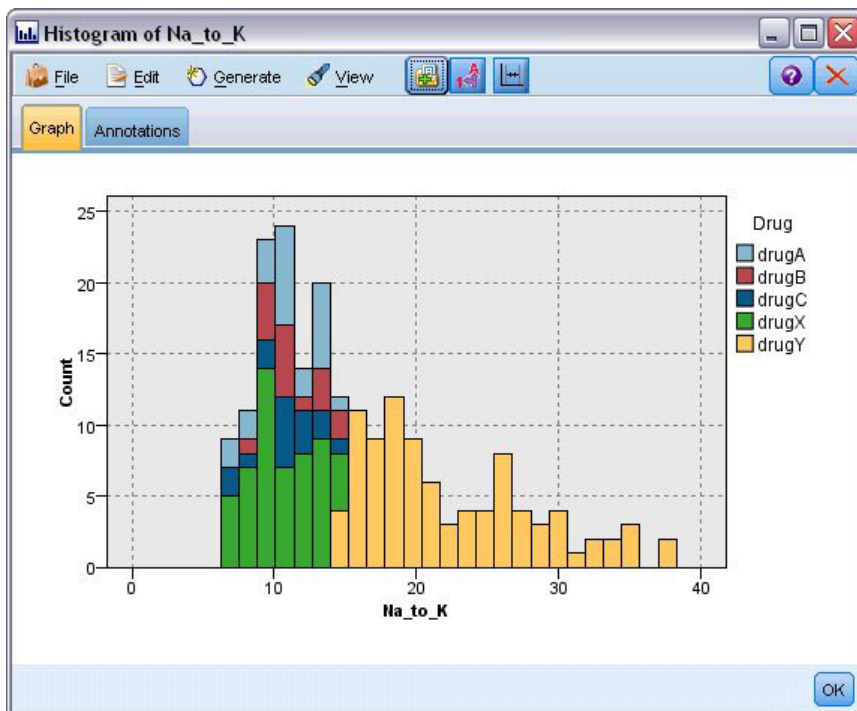 Histogram of Na_to_K
File Edit Generate View
Graph Annotations
25
20
15
10
5
0
Count
0 10 20 30 40
Na_to_K
Drug
drugA
drugB
drugC
drugX
drugY
OK